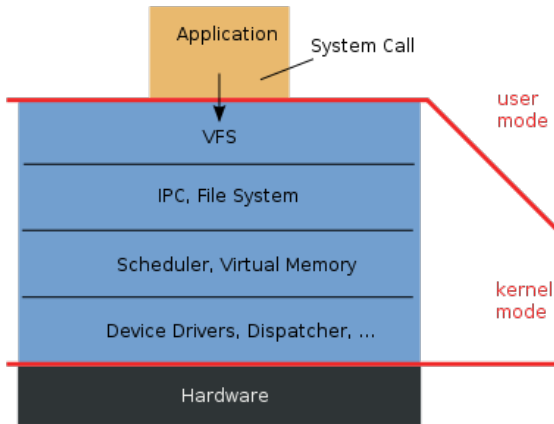 Application
System Call
user
mode
VFS
IPC, File System
Scheduler, Virtual Memory
kernel
mode
Device Drivers, Dispatcher, ...
Hardware